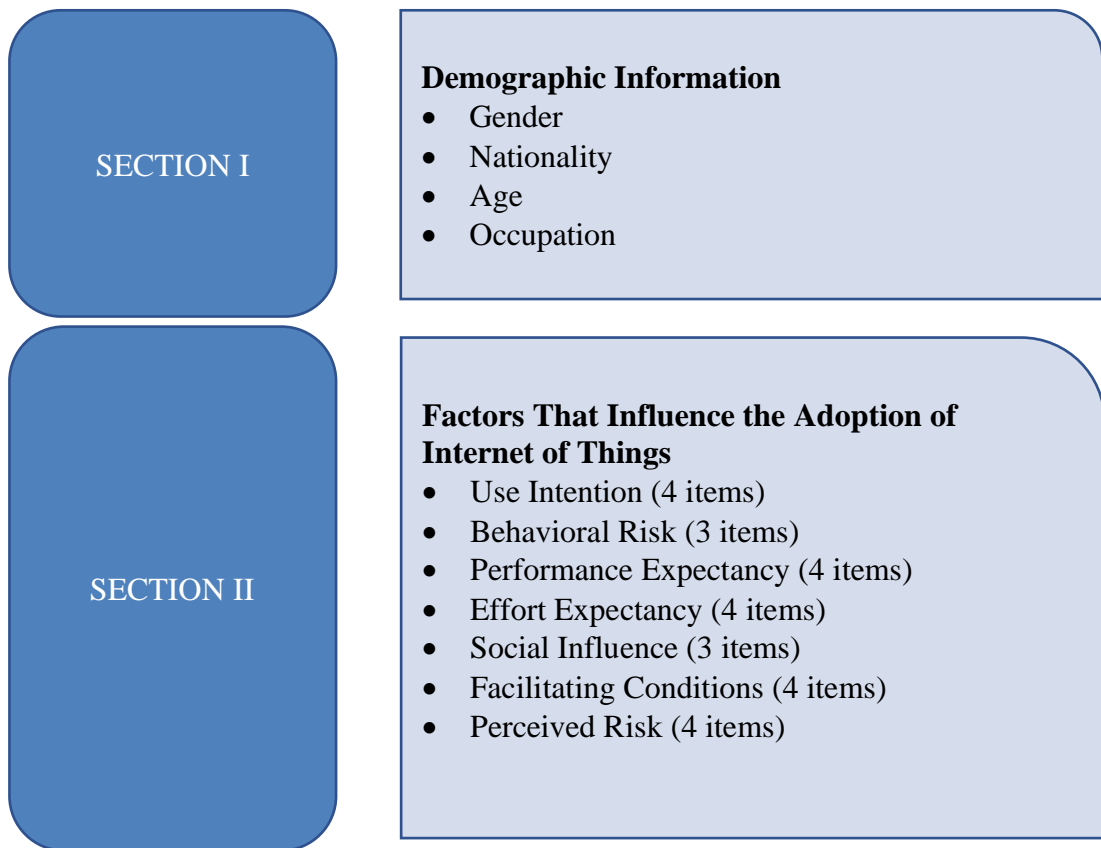 SECTION I
Demographic Information
• Gender
• Nationality
• Age
• Occupation
SECTION II
Factors That Influence the Adoption of
Internet of Things
• Use Intention (4 items)
• Behavioral Risk (3 items)
• Performance Expectancy (4 items)
• Effort Expectancy (4 items)
• Social Influence (3 items)
• Facilitating Conditions (4 items)
• Perceived Risk (4 items)